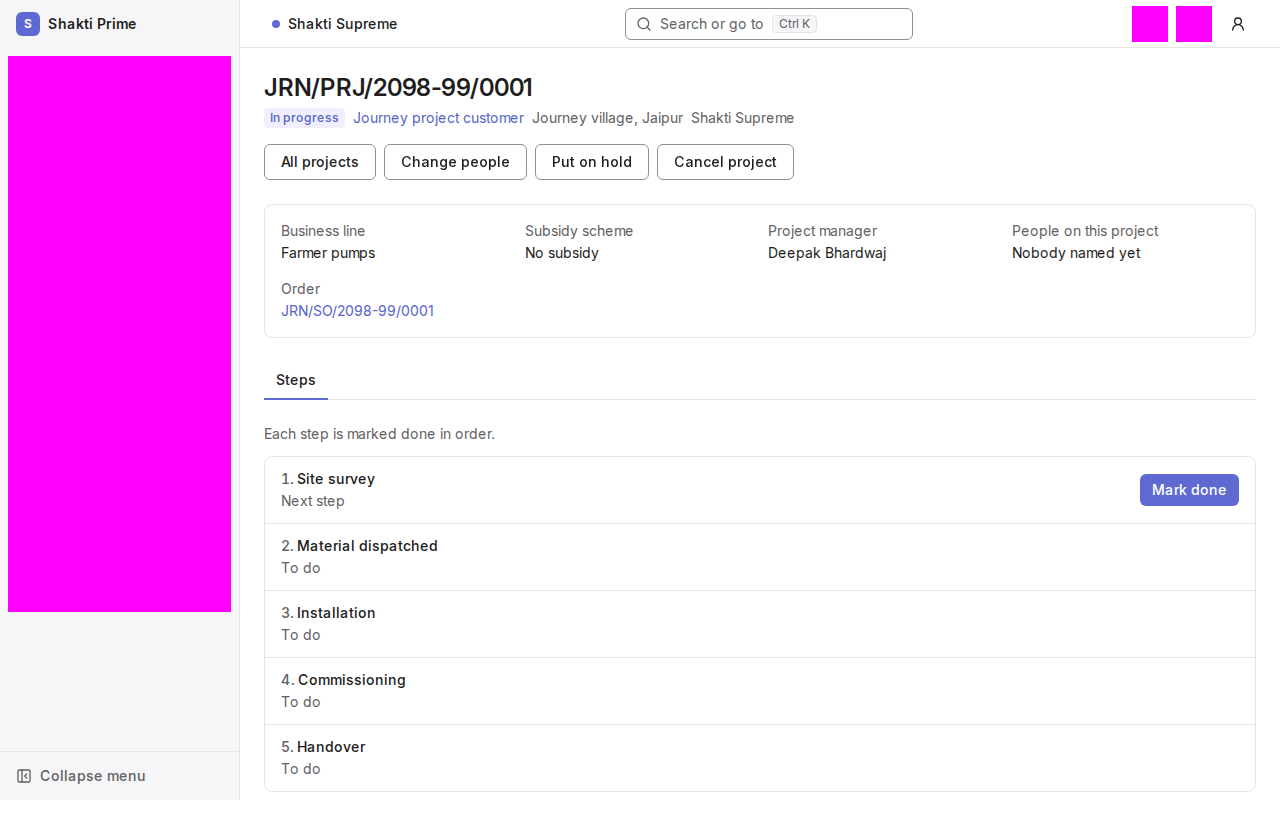 S Shakti Prime
Shakti Supreme
Search or go to Ctrl K
JRN/PRJ/2098-99/0001
In progress Journey project customer Journey village, Jaipur Shakti Supreme
All projects Change people Put on hold Cancel project
Business line Subsidy scheme Project manager People on this project
Farmer pumps No subsidy Deepak Bhardwaj Nobody named yet
Order
JRN/SO/2098-99/0001
Steps
Each step is marked done in order.
1. Site survey
Next step
Mark done
2. Material dispatched
To do
3. Installation
To do
4. Commissioning
To do
5. Handover
To do
Collapse menu